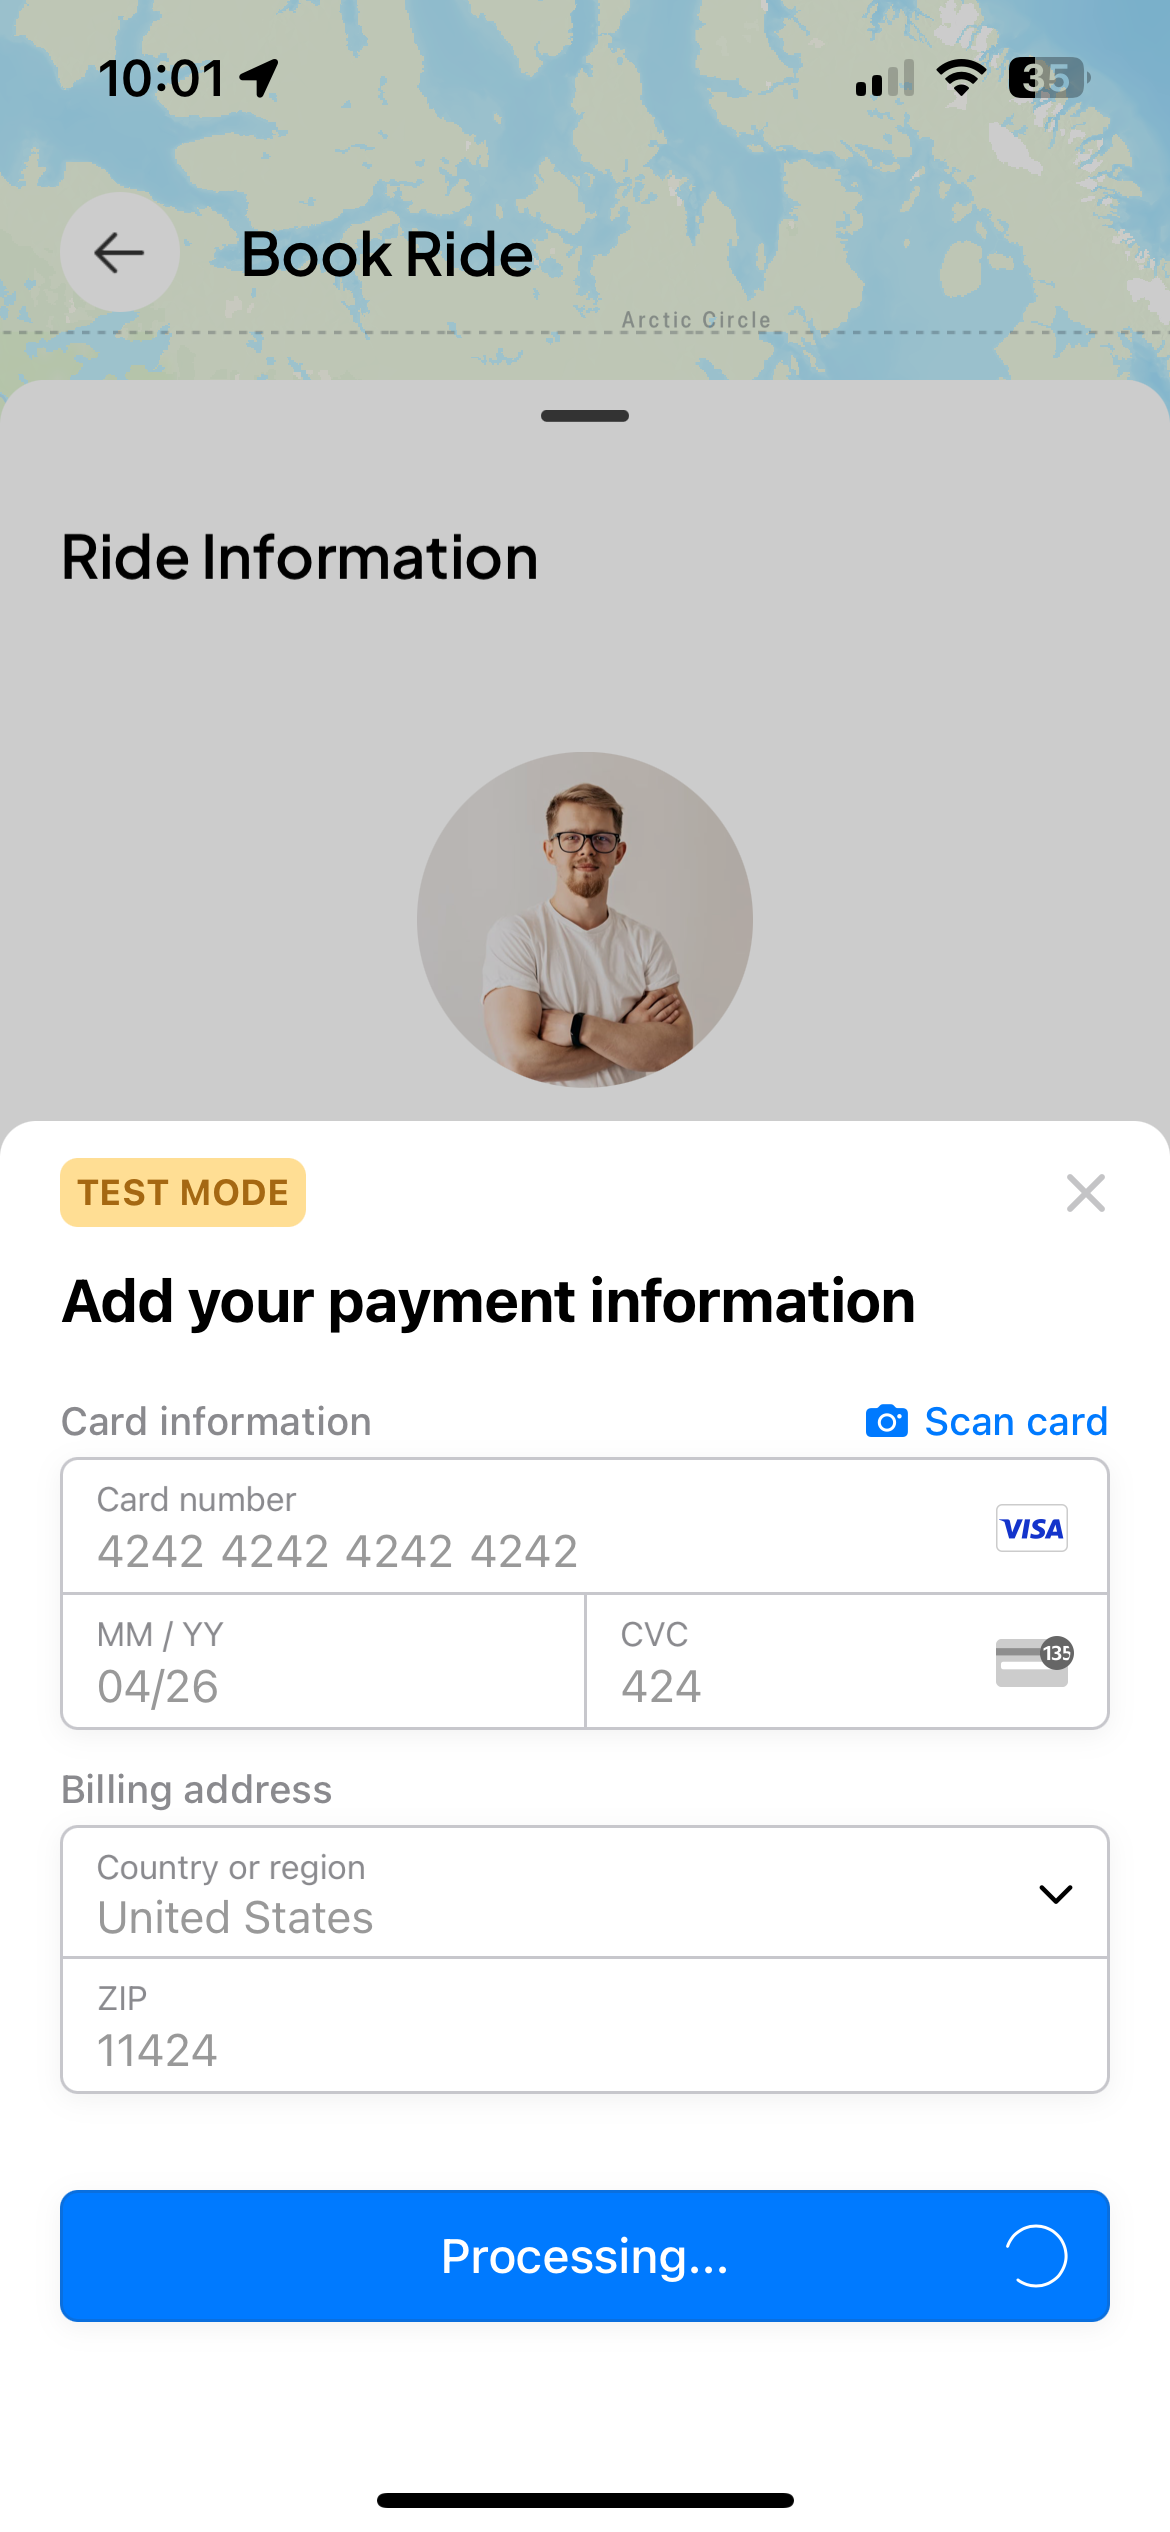 10:01
35
Book Ride
Arctic Circle
Ride Information
TEST MODE
Add your payment information
Card information
Scan card
Card number
4242 4242 4242 4242
VISA
MM / YY
04/26
CVC
424
135
Billing address
Country or region
United States
ZIP
11424
Processing...